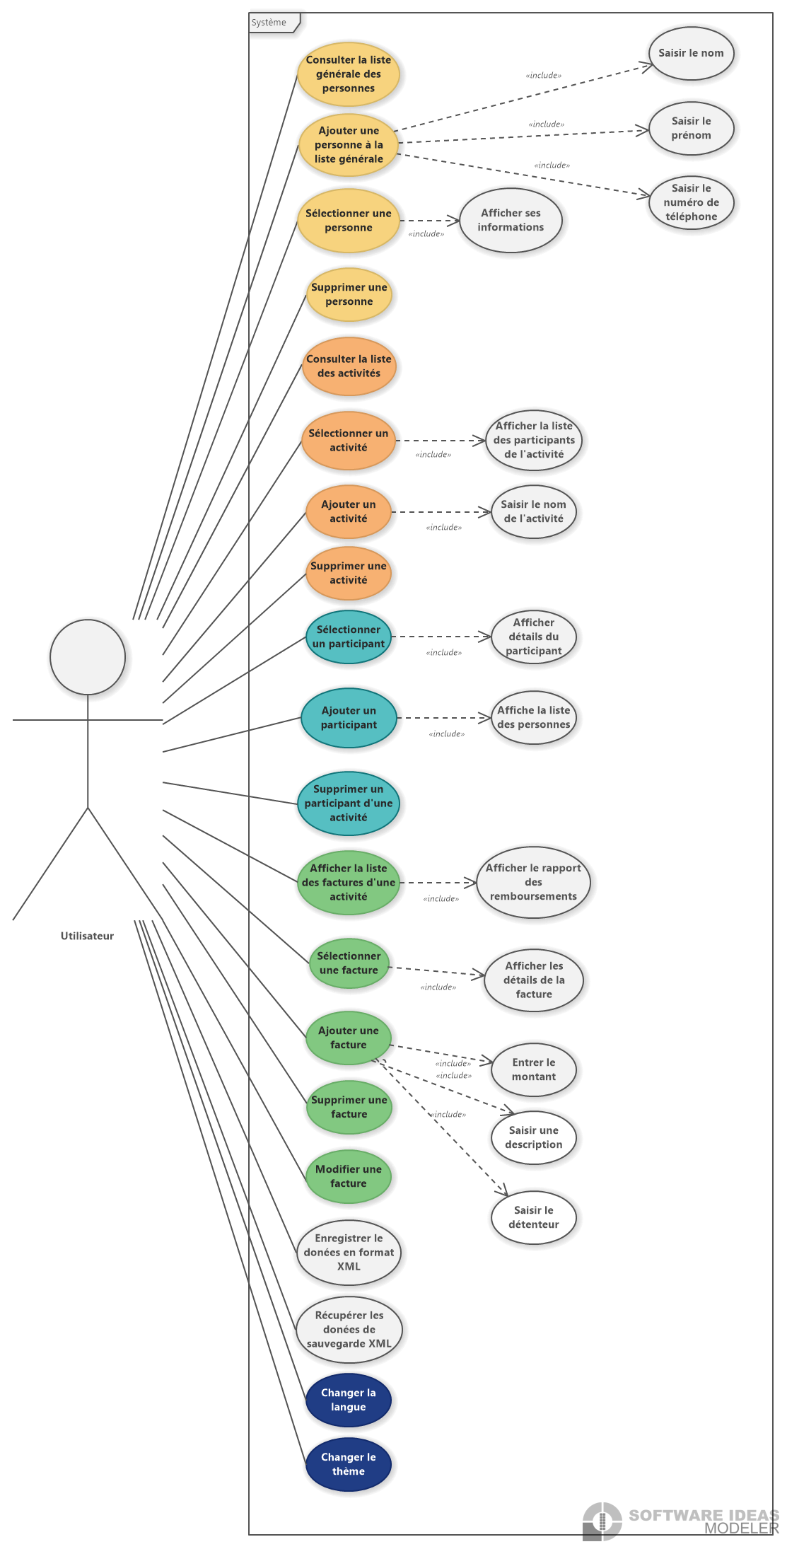 Système
Consulter la liste
générale des
personnes
Saisir le nom
«include»
Ajouter une
personne à la
liste générale
«include»
Saisir le
prénom
«include»
Saisir le
numéro de
téléphone
Sélectionner une
personne
«include»
Afficher ses
informations
Supprimer une
personne
Consulter la liste
des activités
Sélectionner un
activité
«include»
Afficher la liste
des participants
de l'activité
Ajouter un
activité
«include»
Saisir le nom
de l'activité
Supprimer une
activité
Sélectionner
un participant
«include»
Afficher
détails du
participant
Ajouter un
participant
«include»
Affiche la liste
des personnes
Supprimer un
participant d'une
activité
Afficher la liste
des factures d'une
activité
«include»
Afficher le rapport
des
remboursements
Utilisateur
Sélectionner
une facture
«include»
Afficher les
détails de la
facture
Ajouter une
facture
«include»
Entrer le
montant
«include»
Saisir une
description
«include»
Saisir le
détenteur
Supprimer une
facture
Modifier une
facture
Enregistrer le
donées en format
XML
Récupérer les
donées de
sauvegarde XML
Changer la
langue
Changer le
thème
SOFTWARE IDEAS
MODELER